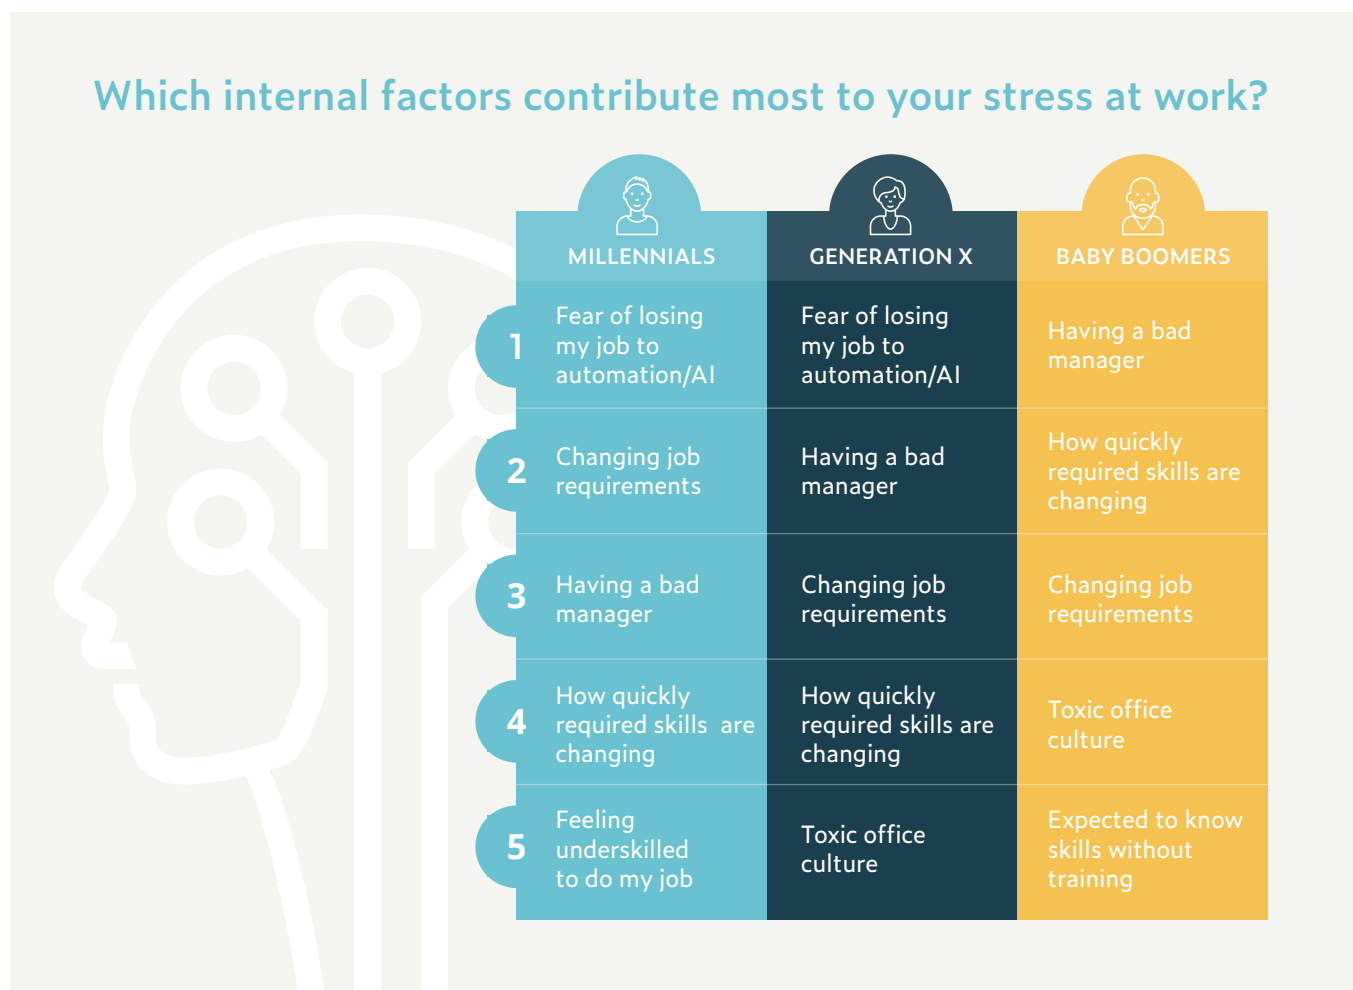 Which internal factors contribute most to your stress at work?
MILLENNIALS
GENERATION X
BABY BOOMERS
1
Fear of losing
my job to
automation/AI
Fear of losing
my job to
automation/AI
Having a bad
manager
2
Changing job
requirements
Having a bad
manager
How quickly
required skills are
changing
3
Having a bad
manager
Changing job
requirements
Changing job
requirements
4
How quickly
required skills are
changing
How quickly
required skills are
changing
Toxic office
culture
5
Feeling
underskilled
to do my job
Toxic office
culture
Expected to know
skills without
training